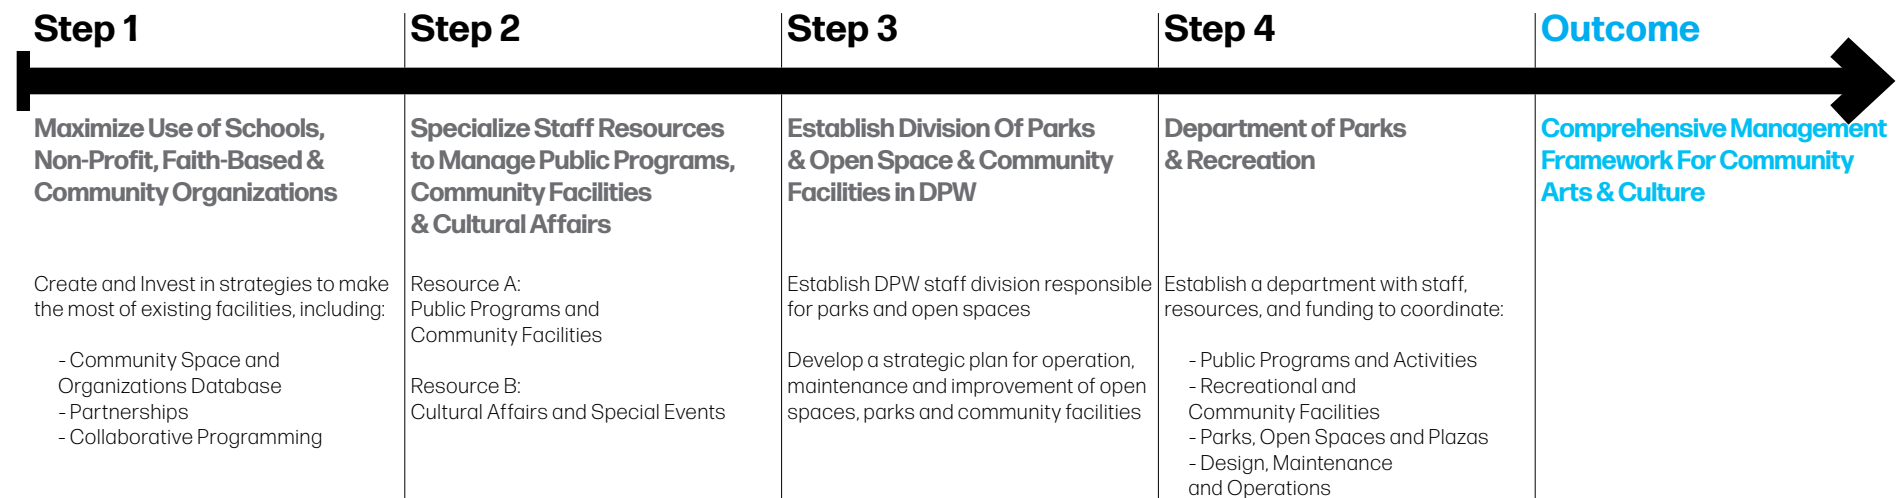 Step 1
Maximize Use of Schools,
Non-Profit, Faith-Based &
Community Organizations
Create and Invest in strategies to make
the most of existing facilities, including:
- Community Space and
Organizations Database
- Partnerships
- Collaborative Programming
Step 2
Specialize Staff Resources
to Manage Public Programs,
Community Facilities
& Cultural Affairs
Resource A:
Public Programs and
Community Facilities
Resource B:
Cultural Affairs and Special Events
Step 3
Establish Division Of Parks
& Open Space & Community
Facilities in DPW
Establish DPW staff division responsible
for parks and open spaces
Develop a strategic plan for operation,
maintenance and improvement of open
spaces, parks and community facilities
Step 4
Department of Parks
& Recreation
Establish a department with staff,
resources, and funding to coordinate:
- Public Programs and Activities
- Recreational and
Community Facilities
- Parks, Open Spaces and Plazas
- Design, Maintenance
and Operations
Outcome
Comprehensive Management
Framework For Community
Arts & Culture